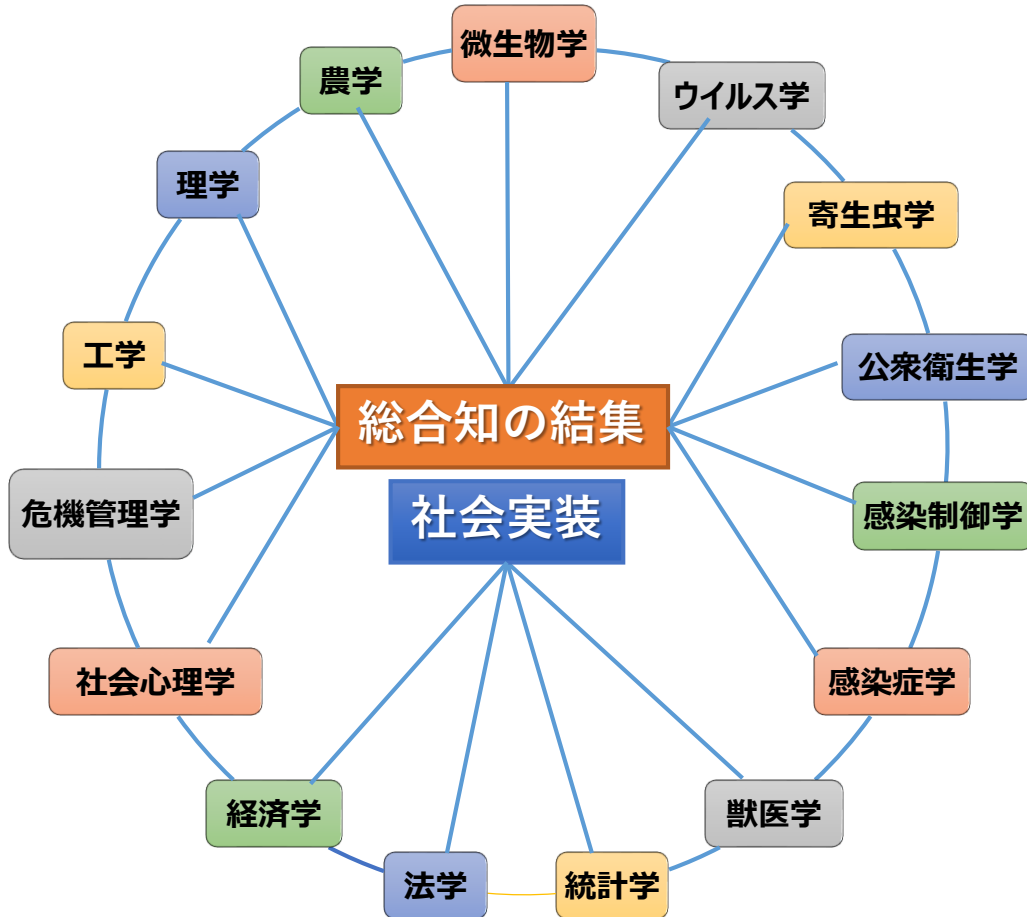 微生物学
ウイルス学
寄生虫学
公衆衛生学
感染制御学
感染症学
獣医学
統計学
法学
経済学
社会心理学
危機管理学
工学
理学
農学
総合知の結集
社会実装